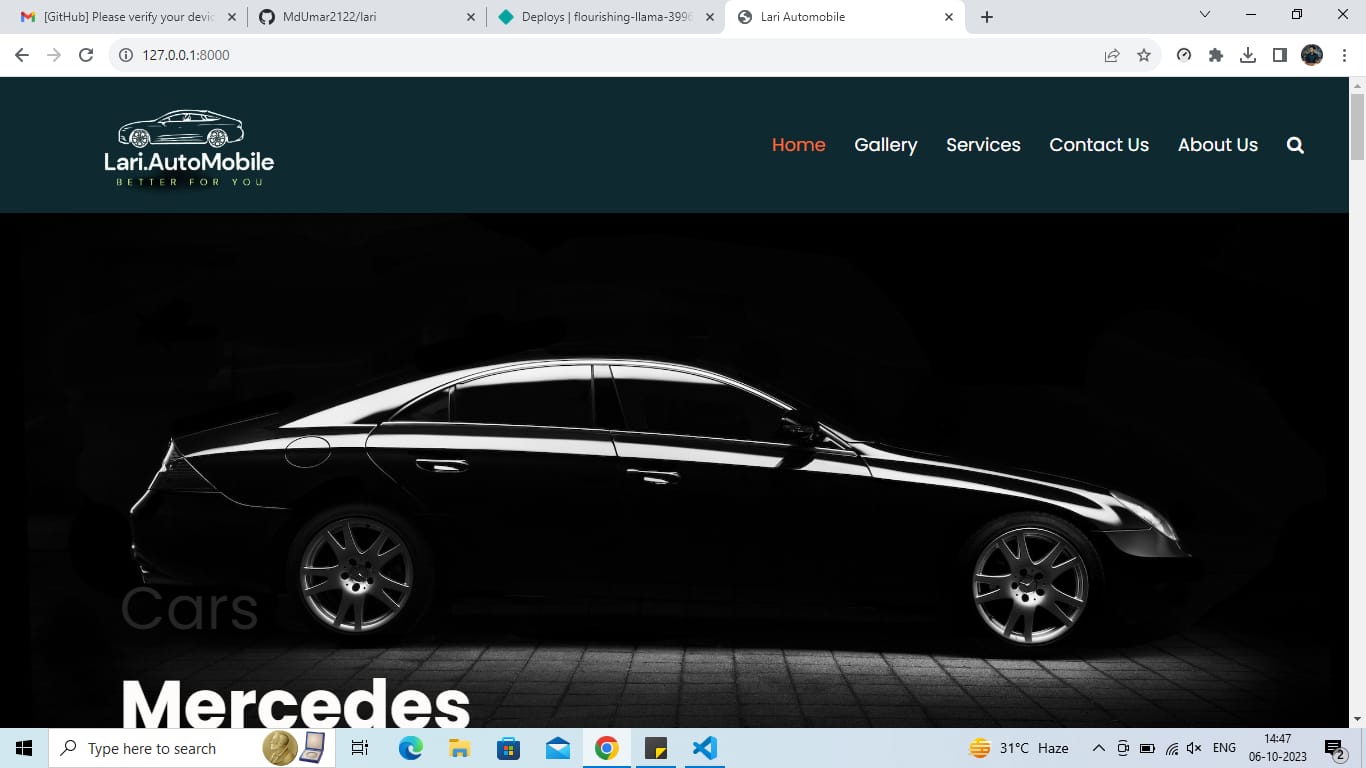 [GitHub] Please verify your devic
MdUmar2122/lari
Deploys | flourishing-llama-3996
Lari Automobile
127.0.0.1:8000
Lari.AutoMobile
BETTER FOR YOU
Home
Gallery
Services
Contact Us
About Us
Cars
Mercedes
Type here to search
31°C Haze
ENG
14:47
06-10-2023
2